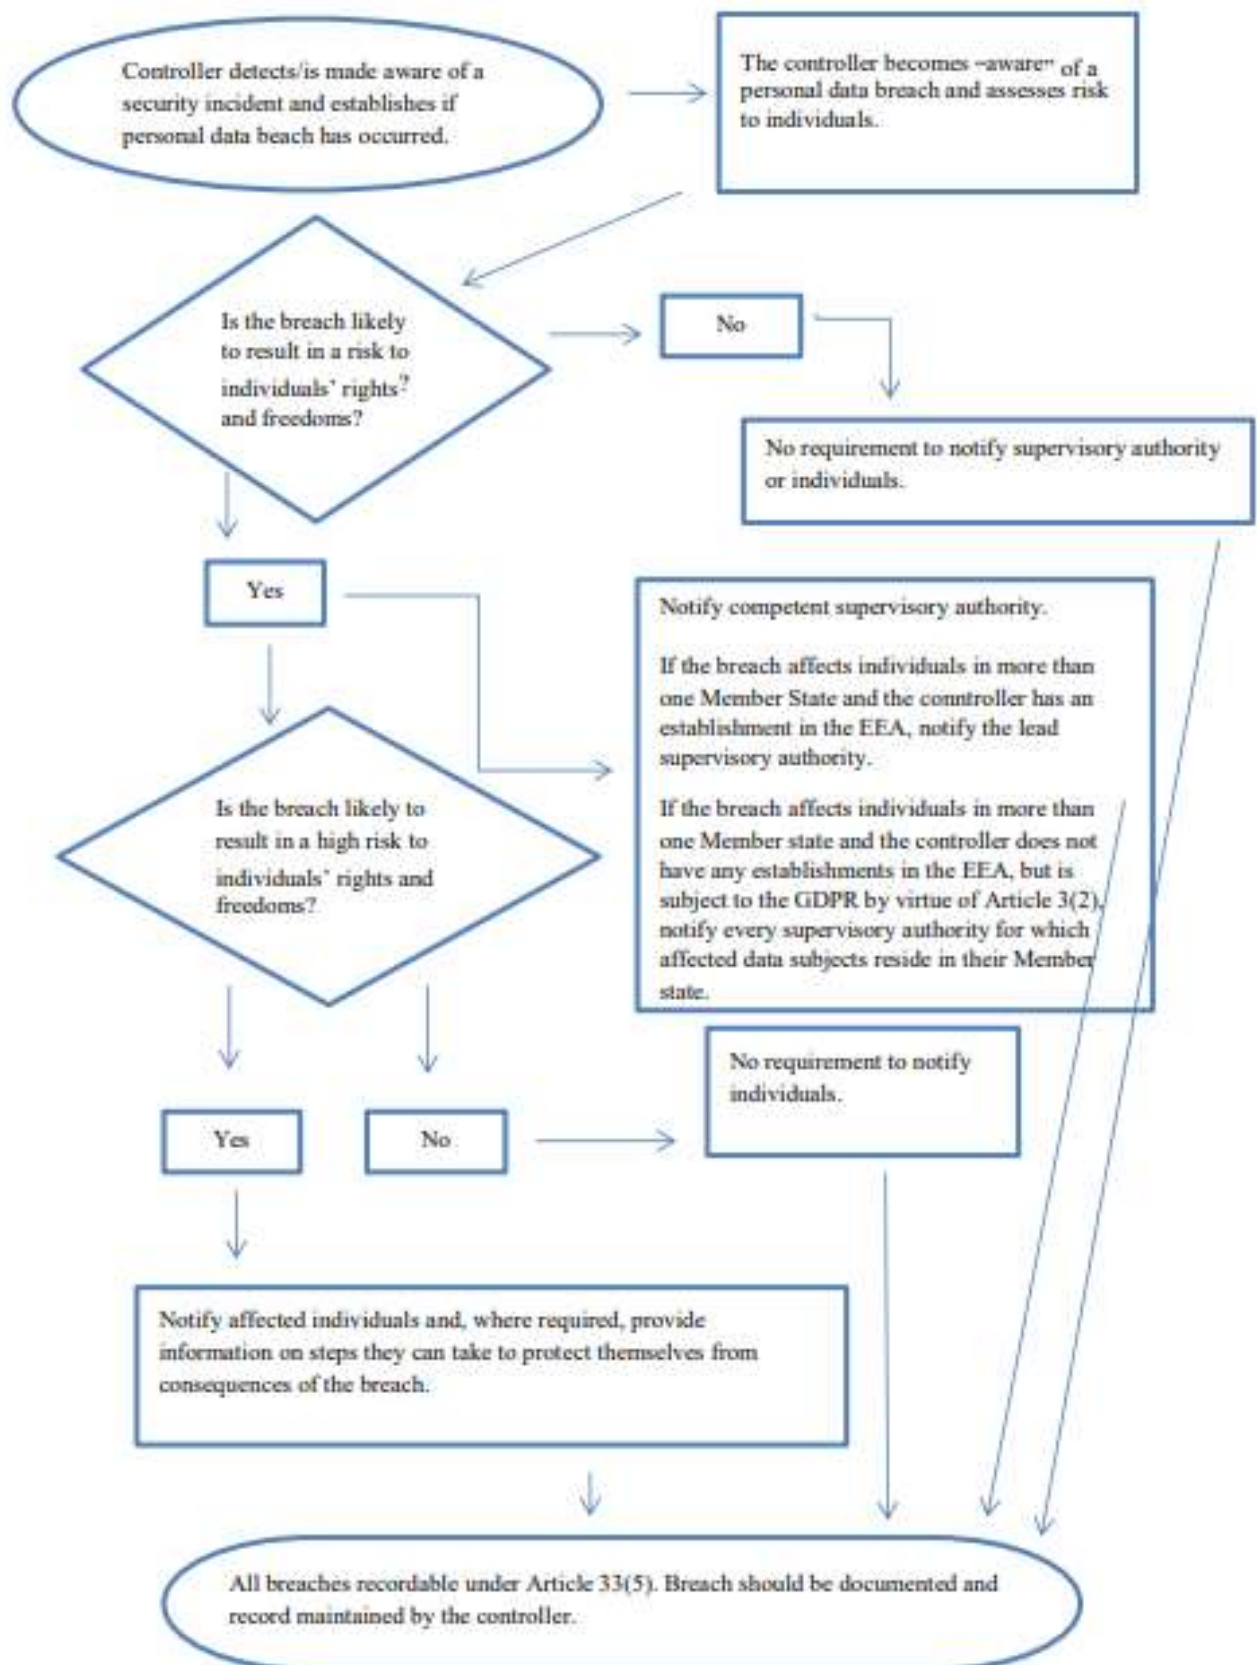 Controller detects/is made aware of a
security incident and establishes if
personal data beach has occurred.
The controller becomes “aware” of a
personal data breach and assesses risk
to individuals.
Is the breach likely
to result in a risk to
individuals’ rights?
and freedoms?
No
No requirement to notify supervisory authority
or individuals.
Yes
Notify competent supervisory authority.
If the breach affects individuals in more than
one Member State and the conntroller has an
establishment in the EEA, notify the lead
supervisory authority.
If the breach affects individuals in more than
one Member state and the controller does not
have any establishments in the EEA, but is
subject to the GDPR by virtue of Article 3(2),
notify every supervisory authority for which
affected data subjects reside in their Member
state.
Is the breach likely to
result in a high risk to
individuals’ rights and
freedoms?
No requirement to notify
individuals.
Yes
No
Notify affected individuals and, where required, provide
information on steps they can take to protect themselves from
consequences of the breach.
All breaches recordable under Article 33(5). Breach should be documented and
record maintained by the controller.